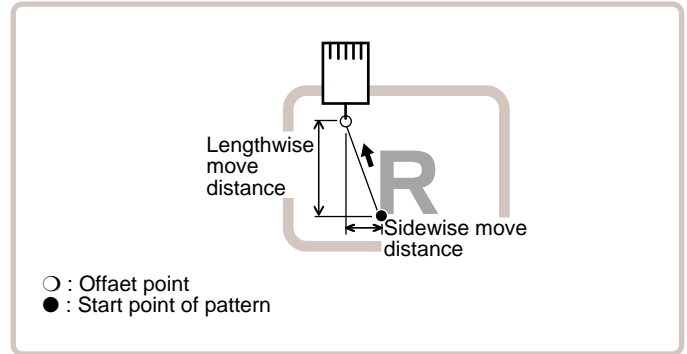 Lengthwise
move
distance
R
Sidewise move
distance
❍ : Offaet point
● : Start point of pattern